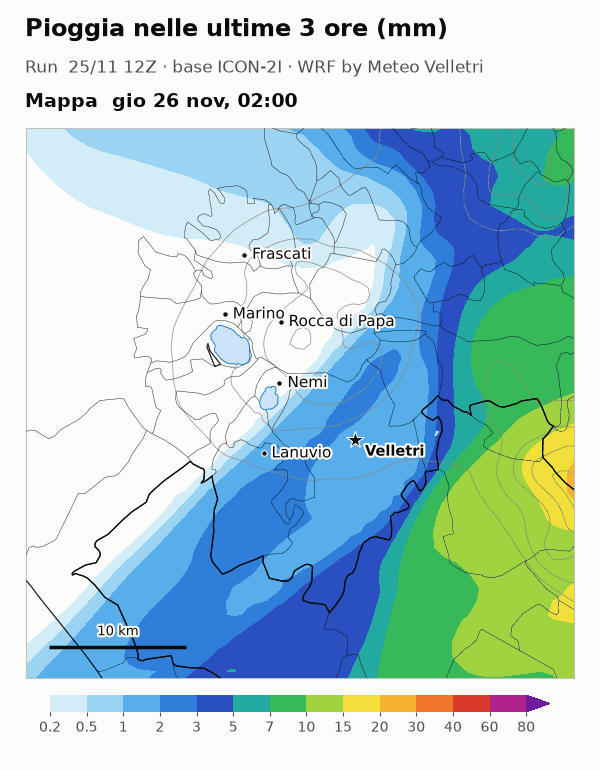 Pioggia nelle ultime 3 ore (mm)
Run  25/11 12Z · base ICON-2I · WRF by Meteo Velletri
Mappa  gio 26 nov, 02:00
Frascati
Marino
Rocca di Papa
Nemi
Velletri
Lanuvio
10 km
0.2 0.5 1 2 3 5 7 10 15 20 30 40 60 80